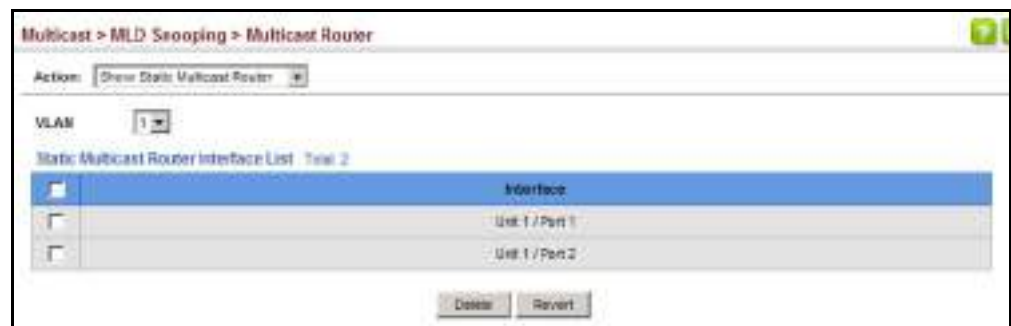 Multicast > MLD Snooping > Multicast Router
?
Action: Show Static Multicast Router
VLAN 1
Static Multicast Router Interface List Total: 2
Interface
Unit 1 / Port 1
Unit 1 / Port 2
Delete Revert